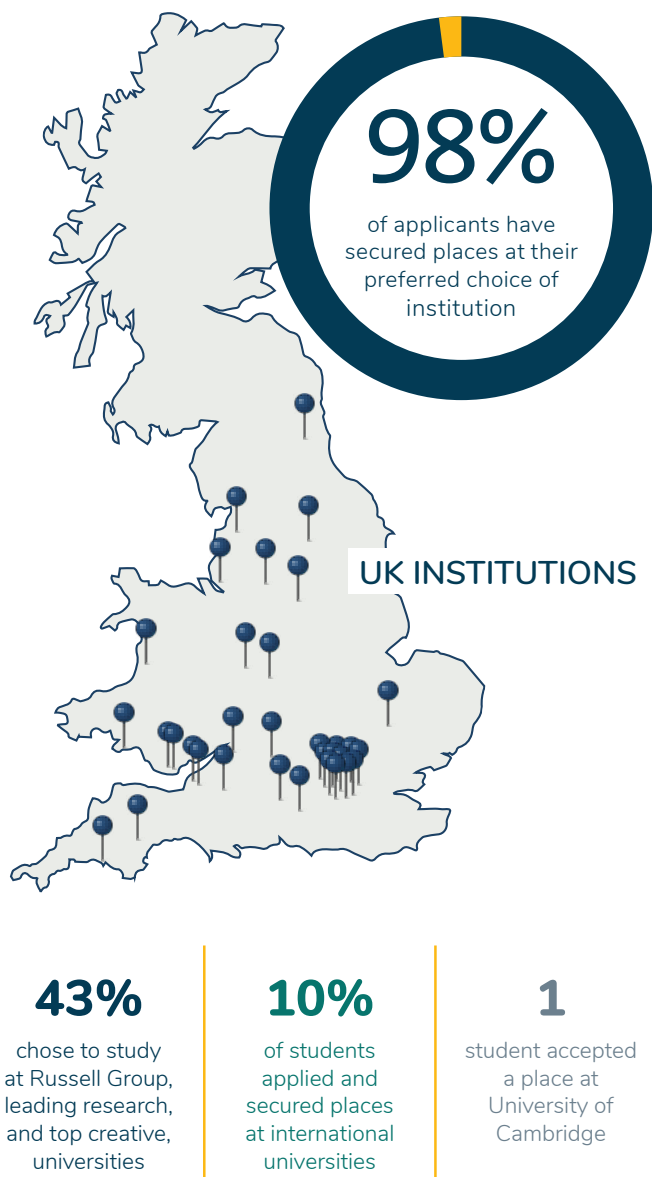 98%
of applicants have
secured places at their
preferred choice of
institution
UK INSTITUTIONS
43%
chose to study
at Russell Group,
leading research,
and top creative,
universities
10%
of students
applied and
secured places
at international
universities
1
student accepted
a place at
University of
Cambridge